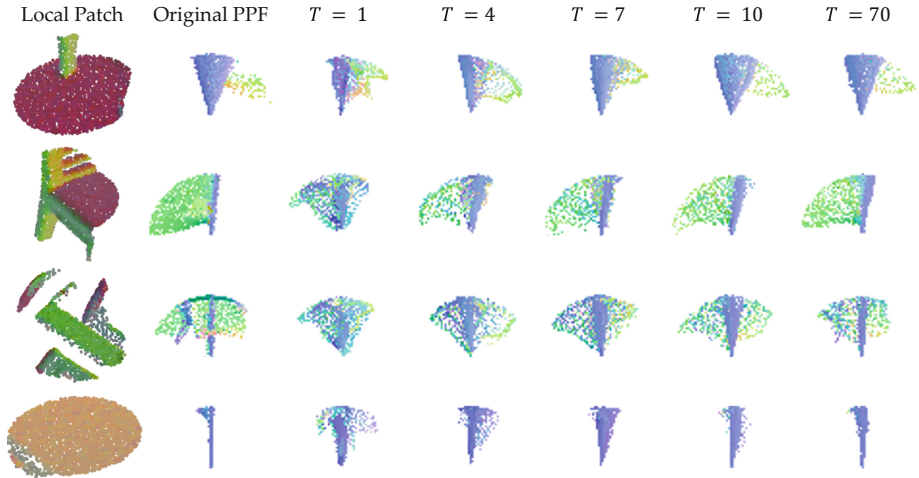 Local Patch Original PPF T = 1 T = 4 T = 7 T = 10 T = 70